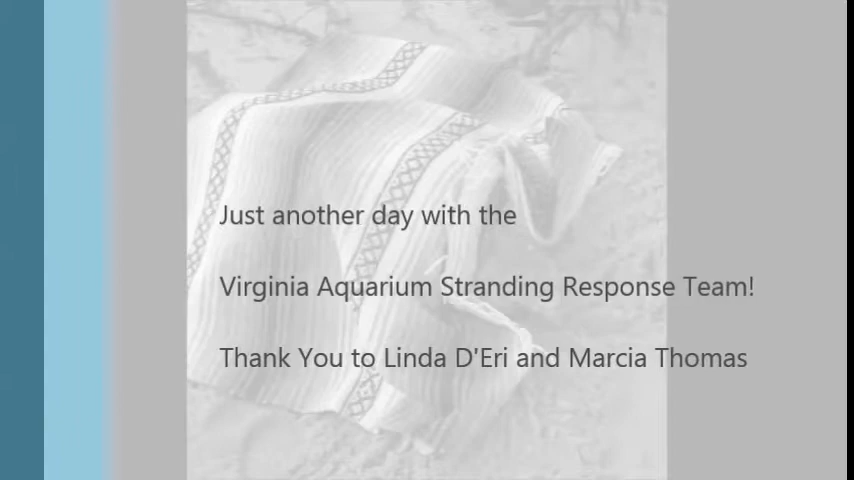 Just another day with the
Virginia Aquarium Stranding Response Team!
Thank You to Linda D'Eri and Marcia Thomas